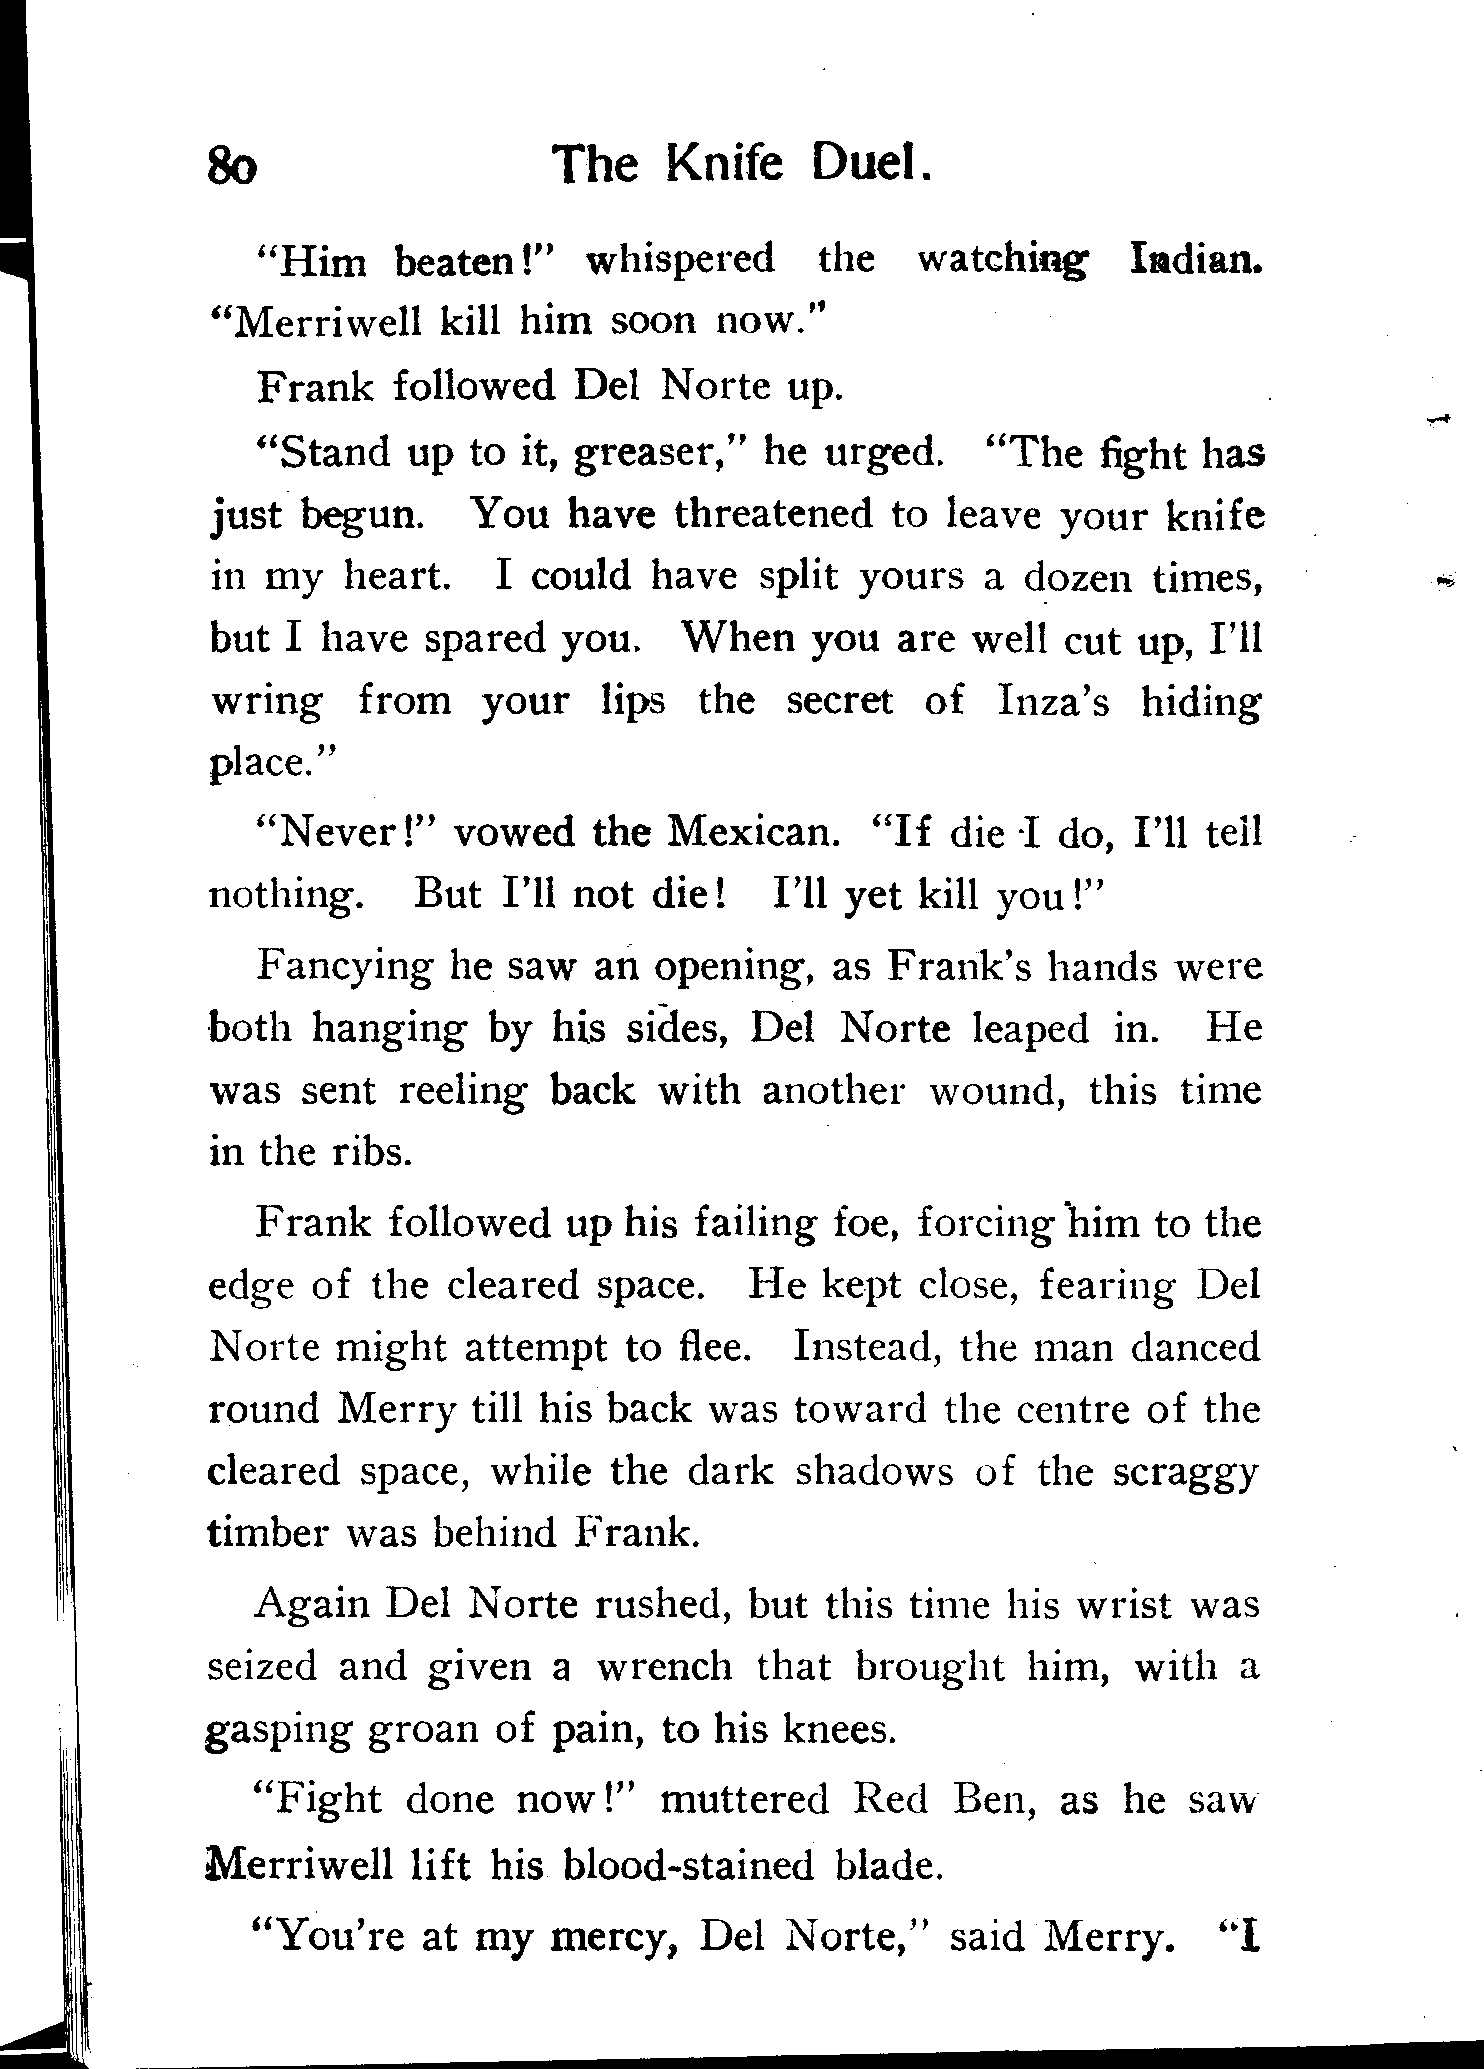 80 The Knife Duel.
“Him beaten!” whispered the watching Indian.
“Merriwell kill him soon now.”
Frank followed Del Norte up.
“Stand up to it, greaser,” he urged. “The fight has
just begun. You have threatened to leave your knife
in my heart. I could have split yours a dozen times,
but I have spared you. When you are well cut up, I’ll
wring from your lips the secret of Inza’s hiding
place.”
“Never!” vowed the Mexican. “If die I do, I’ll tell
nothing. But I’ll not die! I’ll yet kill you!”
Fancying he saw an opening, as Frank’s hands were
both hanging by his sides, Del Norte leaped in. He
was sent reeling back with another wound, this time
in the ribs.
Frank followed up his failing foe, forcing him to the
edge of the cleared space. He kept close, fearing Del
Norte might attempt to flee. Instead, the man danced
round Merry till his back was toward the centre of the
cleared space, while the dark shadows of the scraggy
timber was behind Frank.
Again Del Norte rushed, but this time his wrist was
seized and given a wrench that brought him, with a
gasping groan of pain, to his knees.
“Fight done now!” muttered Red Ben, as he saw
Merriwell lift his blood-stained blade.
“You’re at my mercy, Del Norte,” said Merry. “I